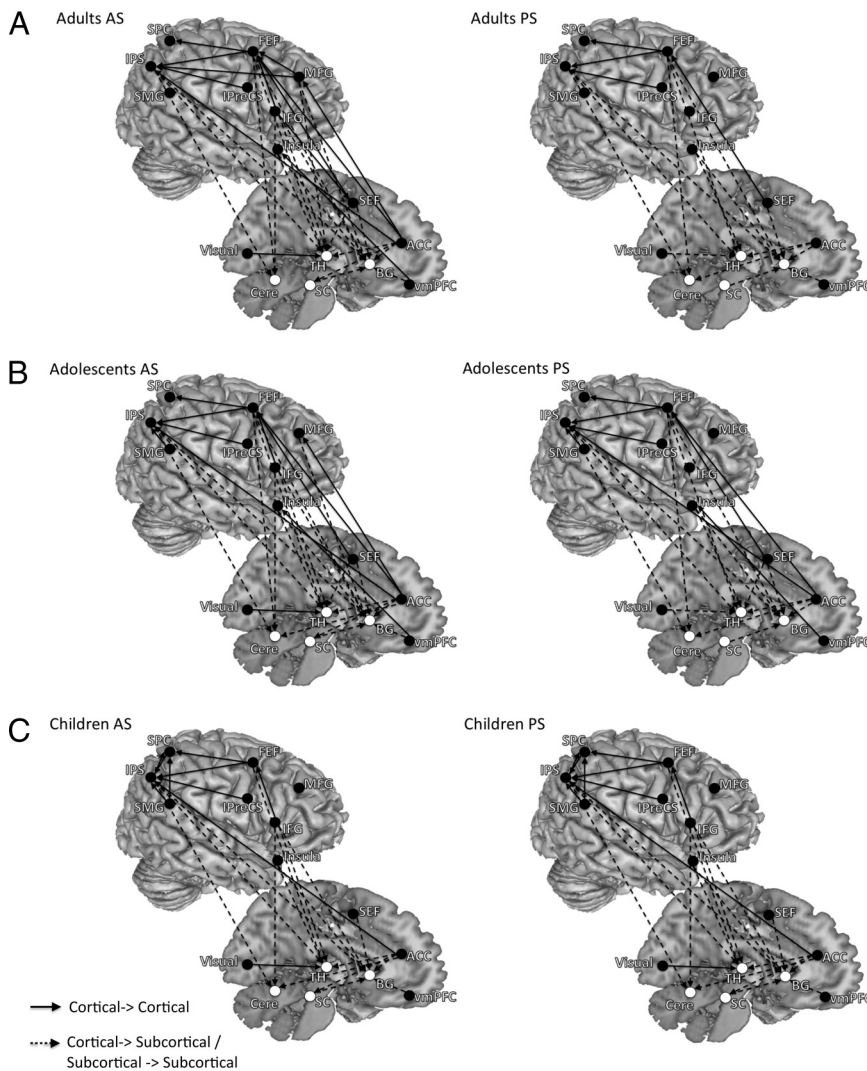 A
Adults AS
Adults PS
SPC
FEF
IPS
MFG
SMG
IPreCS
IFG
Insula
SEF
Visual
ACC
TH
BG
Cere
SC
vmPFC
SPC
FEF
IPS
MFG
SMG
IPreCS
IFG
Insula
SEF
Visual
ACC
TH
BG
Cere
SC
vmPFC
B
Adolescents AS
Adolescents PS
SPC
FEF
IPS
MFG
SMG
IPreCS
IFG
Insula
SEF
Visual
ACC
TH
BG
Cere
SC
vmPFC
SPC
FEF
IPS
MFG
SMG
IPreCS
IFG
Insula
SEF
Visual
ACC
TH
BG
Cere
SC
vmPFC
C
Children AS
Children PS
SPC
FEF
IPS
MFG
SMG
IPreCS
IFG
Insula
SEF
Visual
ACC
TH
BG
Cere
SC
vmPFC
SPC
FEF
IPS
MFG
SMG
IPreCS
IFG
Insula
SEF
Visual
ACC
TH
BG
Cere
SC
vmPFC
Cortical-> Cortical
Cortical-> Subcortical /
Subcortical -> Subcortical